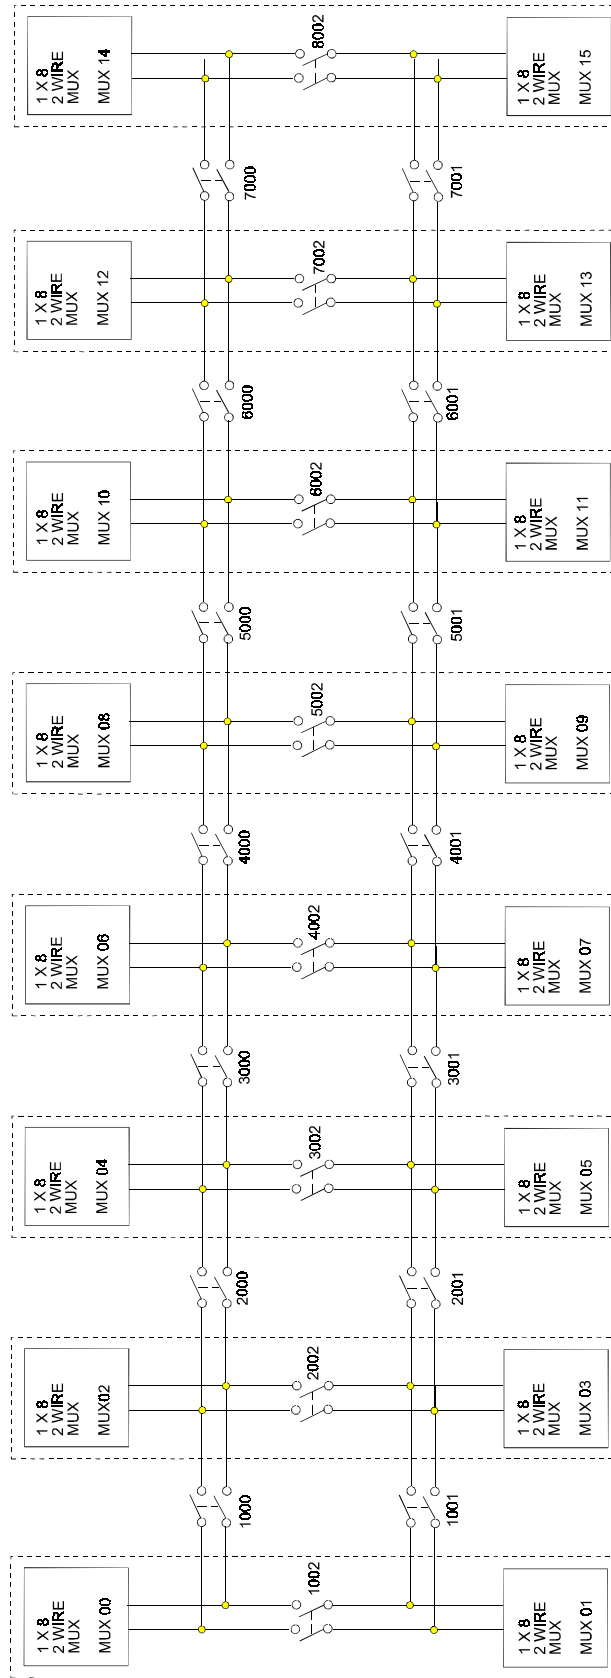 1 X 8
2 WIRE
MUX
MUX 14
8002
1 X 8
2 WIRE
MUX
MUX 15
7000
7001
1 X 8
2 WIRE
MUX
MUX 12
7002
1 X 8
2 WIRE
MUX
MUX 13
6000
6001
1 X 8
2 WIRE
MUX
MUX 10
6002
1 X 8
2 WIRE
MUX
MUX 11
5000
5001
1 X 8
2 WIRE
MUX
MUX 08
5002
1 X 8
2 WIRE
MUX
MUX 09
4000
4001
1 X 8
2 WIRE
MUX
MUX 06
4002
1 X 8
2 WIRE
MUX
MUX 07
3000
3001
1 X 8
2 WIRE
MUX
MUX 04
3002
1 X 8
2 WIRE
MUX
MUX 05
2000
2001
1 X 8
2 WIRE
MUX
MUX02
2002
1 X 8
2 WIRE
MUX
MUX 03
1000
1001
1 X 8
2 WIRE
MUX
MUX 00
1002
1 X 8
2 WIRE
MUX
MUX 01